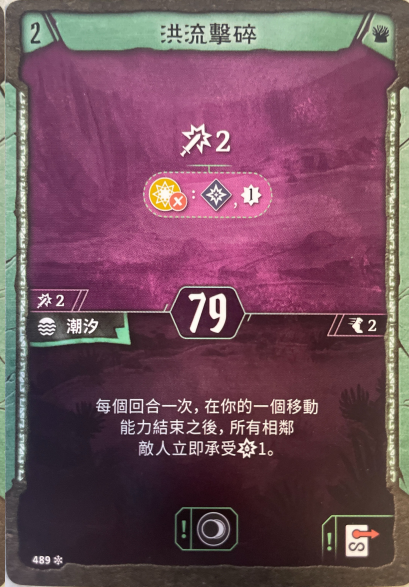 2
洪流擊碎
2
: , 1
2
79
潮汐
2
每個回合一次,在你的一個移動
能力結束之後,所有相鄰
敵人立即承受1。
!
!
489